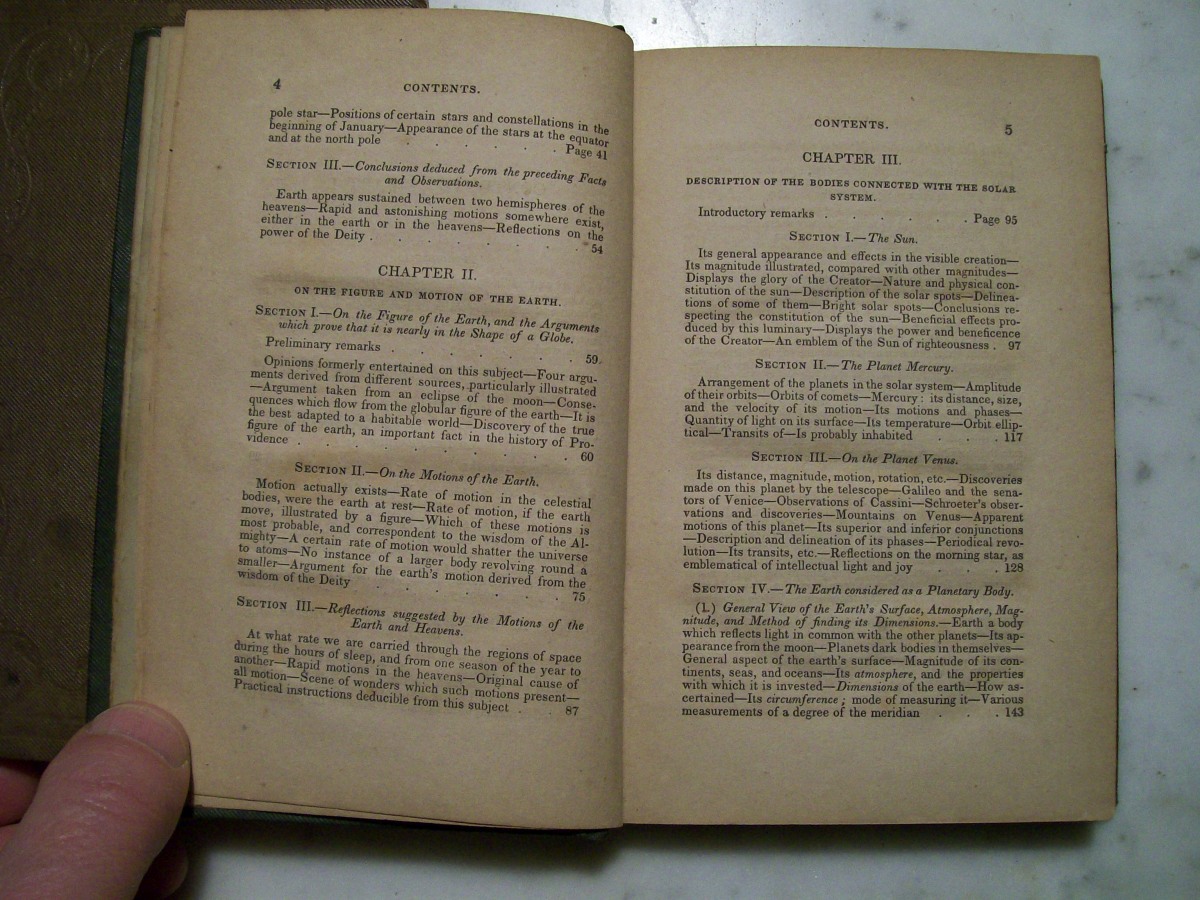 4 CONTENTS.
pole star—Positions of certain stars and constellations in the
beginning of January—Appearance of the stars at the equator
and at the north pole . . . . . Page 41
SECTION III.—Conclusions deduced from the preceding Facts
and Observations.
Earth appears sustained between two hemispheres of the
heavens—Rapid and astonishing motions somewhere exist,
either in the earth or in the heavens—Reflections on the
power of the Deity . . . . . . . 54
CHAPTER II.
ON THE FIGURE AND MOTION OF THE EARTH.
SECTION I.—On the Figure of the Earth, and the Arguments
which prove that it is nearly in the Shape of a Globe.
Preliminary remarks . . . . . . . 59
Opinions formerly entertained on this subject—Four argu-
ments derived from different sources, particularly illustrated
—Argument taken from an eclipse of the moon—Conse-
quences which flow from the globular figure of the earth—It is
the best adapted to a habitable world—Discovery of the true
figure of the earth, an important fact in the history of Pro-
vidence . . . . . . . . . 60
SECTION II.—On the Motions of the Earth.
Motion actually exists—Rate of motion in the celestial
bodies, were the earth at rest—Rate of motion, if the earth
move, illustrated by a figure—Which of these motions is
most probable, and correspondent to the wisdom of the Al-
mighty—A certain rate of motion would shatter the universe
to atoms—No instance of a larger body revolving round a
smaller—Argument for the earth's motion derived from the
wisdom of the Deity . . . . . . . 75
SECTION III.—Reflections suggested by the Motions of the
Earth and Heavens.
At what rate we are carried through the regions of space
during the hours of sleep, and from one season of the year to
another—Rapid motions in the heavens—Original cause of
all motion—Scene of wonders which such motions present—
Practical instructions deducible from this subject . . 87
CONTENTS. 5
CHAPTER III.
DESCRIPTION OF THE BODIES CONNECTED WITH THE SOLAR
SYSTEM.
Introductory remarks . . . . . . Page 95
SECTION I.—The Sun.
Its general appearance and effects in the visible creation—
Its magnitude illustrated, compared with other magnitudes—
Displays the glory of the Creator—Nature and physical con-
stitution of the sun—Description of the solar spots—Delinea-
tions of some of them—Bright solar spots—Conclusions re-
specting the constitution of the sun—Beneficial effects pro-
duced by this luminary—Displays the power and beneficence
of the Creator—An emblem of the Sun of righteousness . 97
SECTION II.—The Planet Mercury.
Arrangement of the planets in the solar system—Amplitude
of their orbits—Orbits of comets—Mercury: its distance, size,
and the velocity of its motion—Its motions and phases—
Quantity of light on its surface—Its temperature—Orbit ellip-
tical—Transits of—Is probably inhabited . . . 117
SECTION III.—On the Planet Venus.
Its distance, magnitude, motion, rotation, etc.—Discoveries
made on this planet by the telescope—Galileo and the sena-
tors of Venice—Observations of Cassini—Schroeter's obser-
vations and discoveries—Mountains on Venus—Apparent
motions of this planet—Its superior and inferior conjunctions
—Description and delineation of its phases—Periodical revo-
lution—Its transits, etc.—Reflections on the morning star, as
emblematical of intellectual light and joy . . . 128
SECTION IV.—The Earth considered as a Planetary Body.
(1.) General View of the Earth's Surface, Atmosphere, Mag-
nitude, and Method of finding its Dimensions.—Earth a body
which reflects light in common with the other planets—Its ap-
pearance from the moon—Planets dark bodies in themselves—
General aspect of the earth's surface—Magnitude of its con-
tinents, seas, and oceans—Its atmosphere, and the properties
with which it is invested—Dimensions of the earth—How as-
certained—Its circumference; mode of measuring it—Various
measurements of a degree of the meridian . . . 143